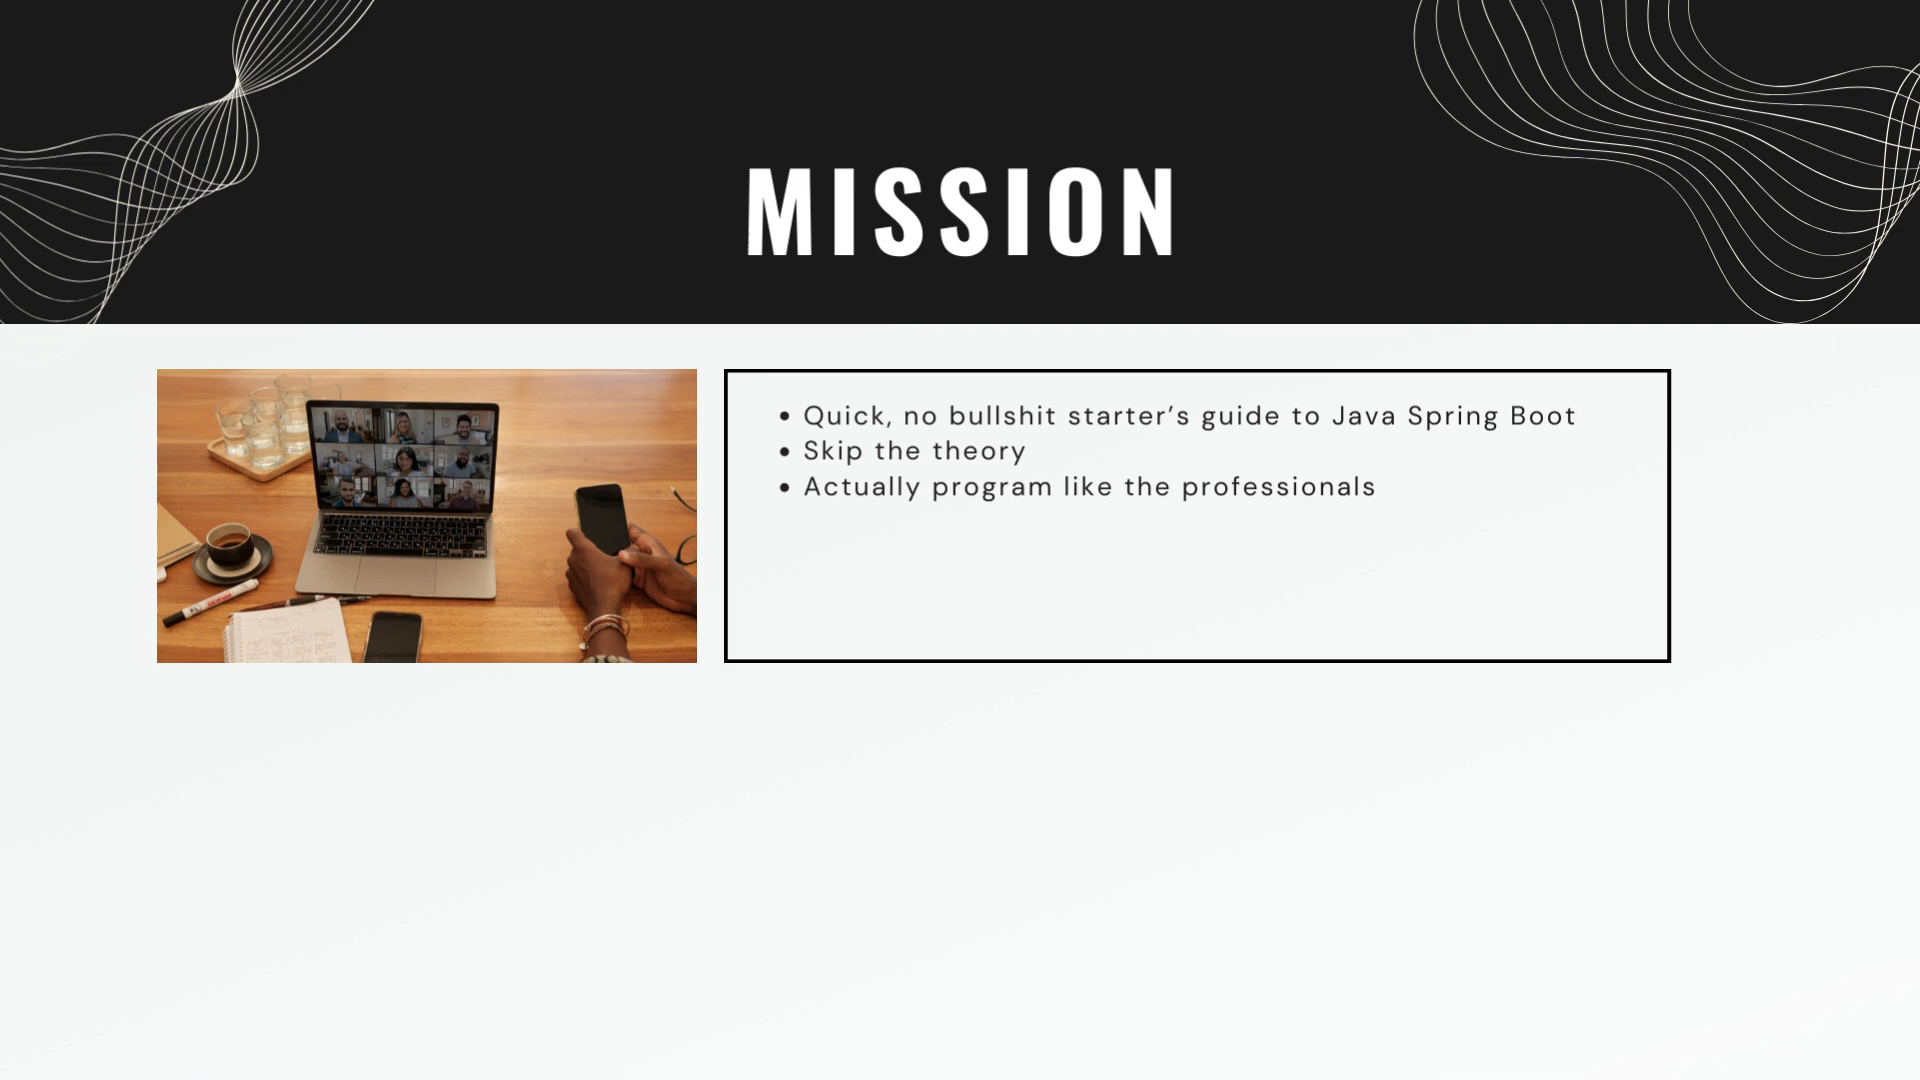 MISSION
• Quick, no bullshit starter’s guide to Java Spring Boot
• Skip the theory
• Actually program like the professionals